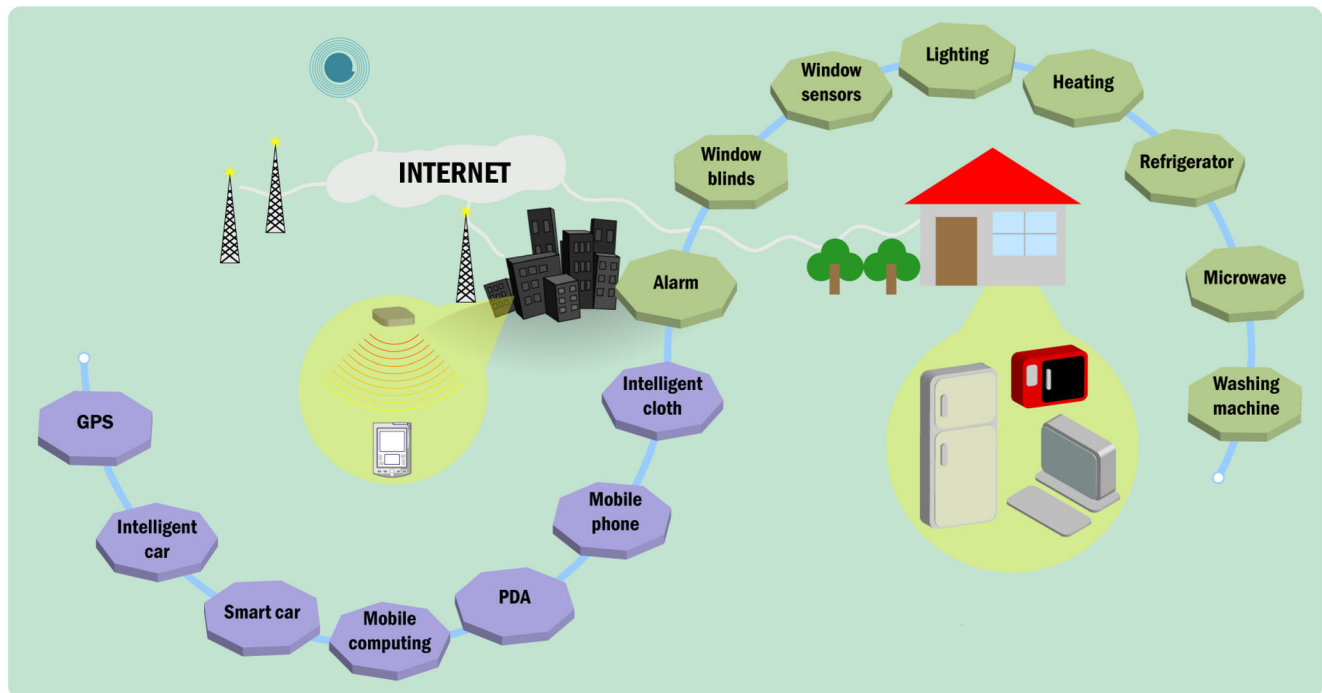 INTERNET
GPS
Intelligent
car
Smart car
Mobile
computing
PDA
Mobile
phone
Intelligent
cloth
Alarm
Window
blinds
Window
sensors
Lighting
Heating
Refrigerator
Microwave
Washing
machine